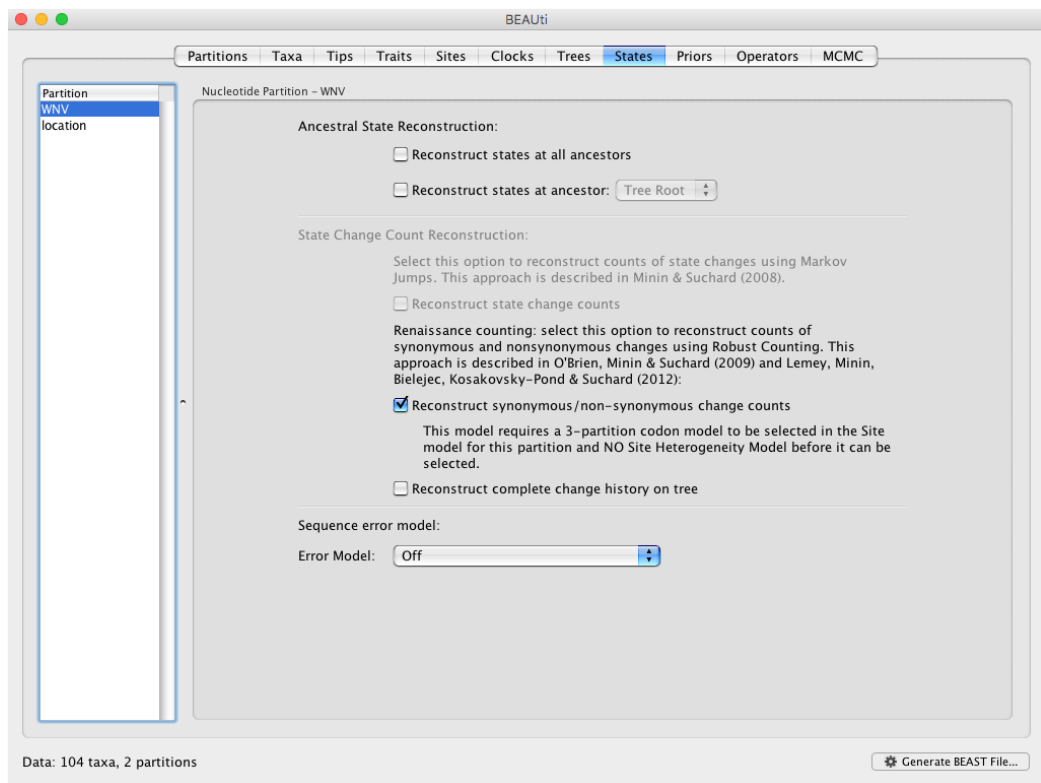 BEAUti
Partitions Taxa Tips Traits Sites Clocks Trees States Priors Operators MCMC
Partition
WNV
location
Nucleotide Partition – WNV
Ancestral State Reconstruction:
Reconstruct states at all ancestors
Reconstruct states at ancestor: Tree Root
State Change Count Reconstruction:
Select this option to reconstruct counts of state changes using Markov
Jumps. This approach is described in Minin & Suchard (2008).
Reconstruct state change counts
Renaissance counting: select this option to reconstruct counts of
synonymous and nonsynonymous changes using Robust Counting. This
approach is described in O'Brien, Minin & Suchard (2009) and Lemey, Minin,
Bielejec, Kosakovsky-Pond & Suchard (2012):
Reconstruct synonymous/non-synonymous change counts
This model requires a 3-partition codon model to be selected in the Site
model for this partition and NO Site Heterogeneity Model before it can be
selected.
Reconstruct complete change history on tree
Sequence error model:
Error Model: Off
Data: 104 taxa, 2 partitions
Generate BEAST File...